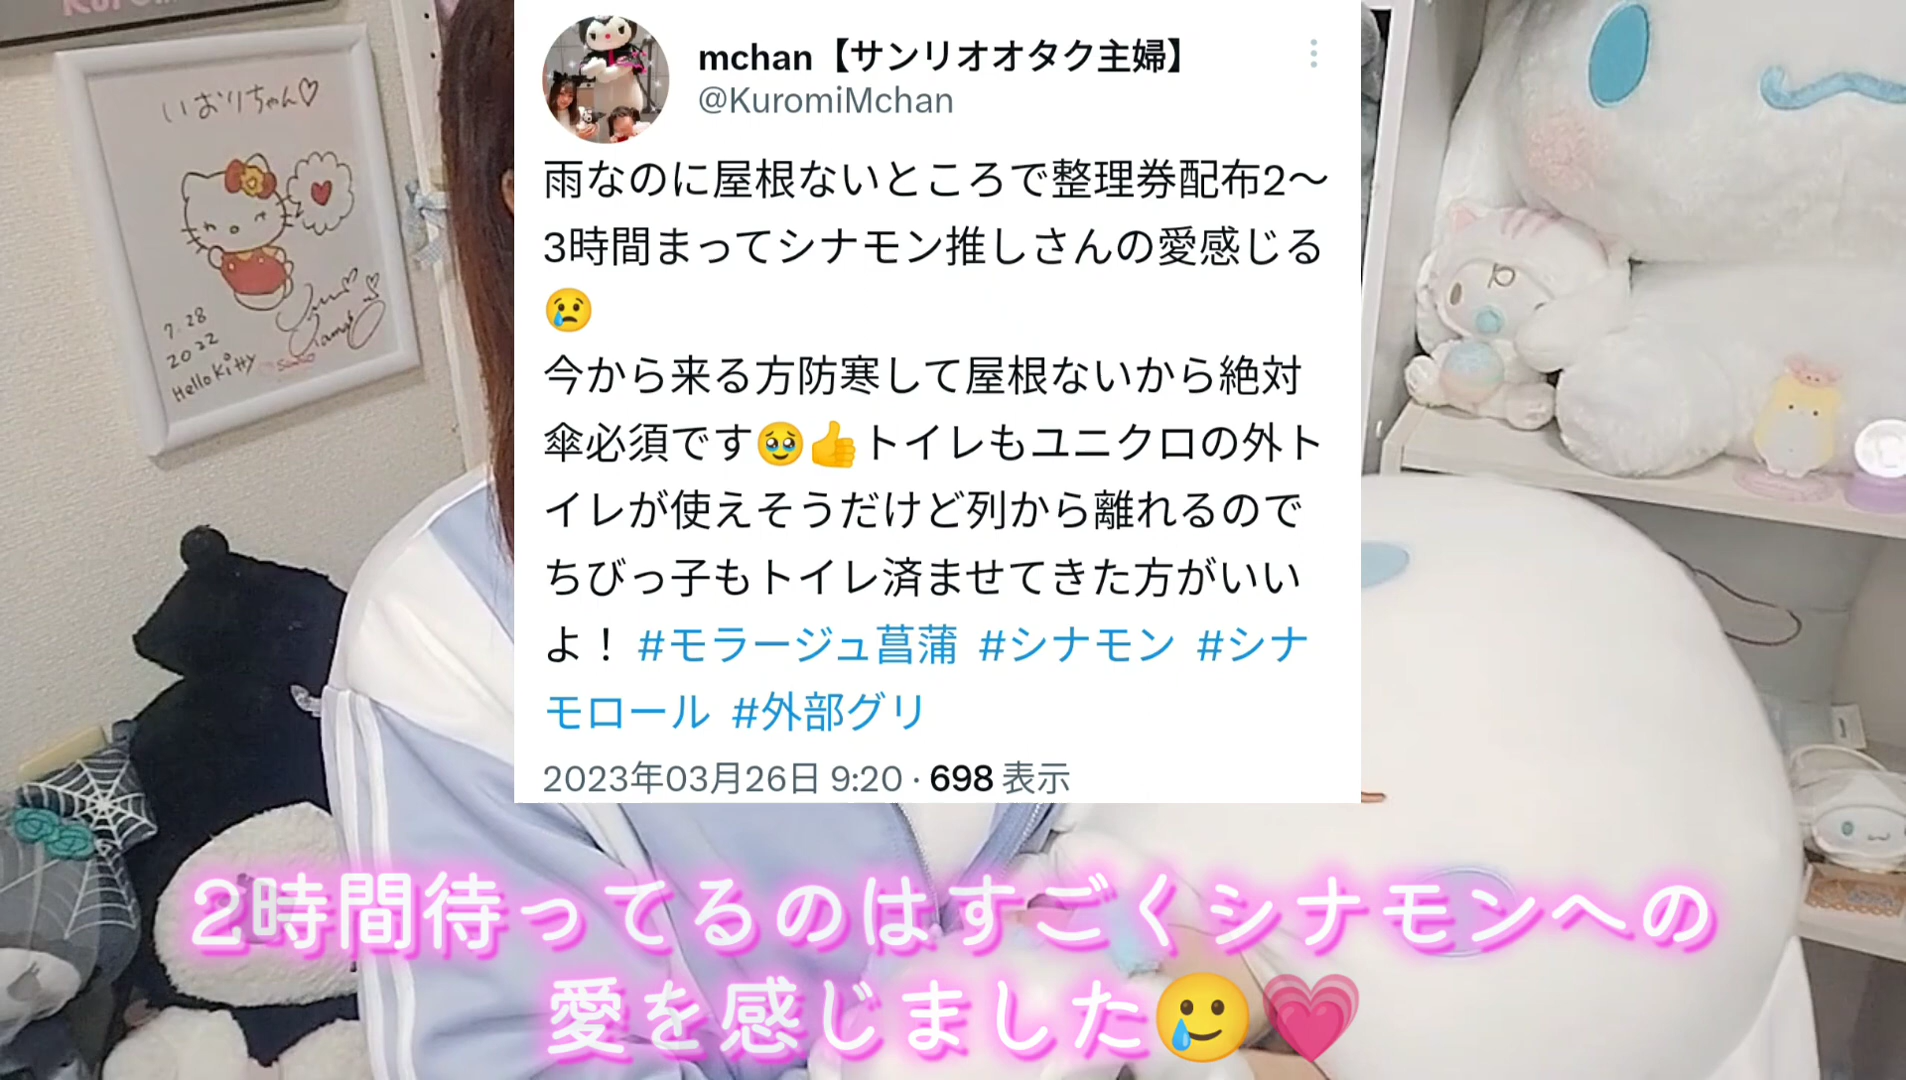 いおりちゃん♡
7.28
2022
Hello Kitty
mchan【サンリオオタク主婦】
@KuromiMchan
雨なのに屋根ないところで整理券配布2〜
3時間まってシナモン推しさんの愛感じる
😢
今から来る方防寒して屋根ないから絶対
傘必須です🥹👍トイレもユニクロの外ト
イレが使えそうだけど列から離れるので
ちびっ子もトイレ済ませてきた方がいい
よ！ #モラージュ菖蒲 #シナモン #シナ
モロール #外部グリ
2023年03月26日 9:20 · 698 表示
2時間待ってるのはすごくシナモンへの
愛を感じました🥲💗